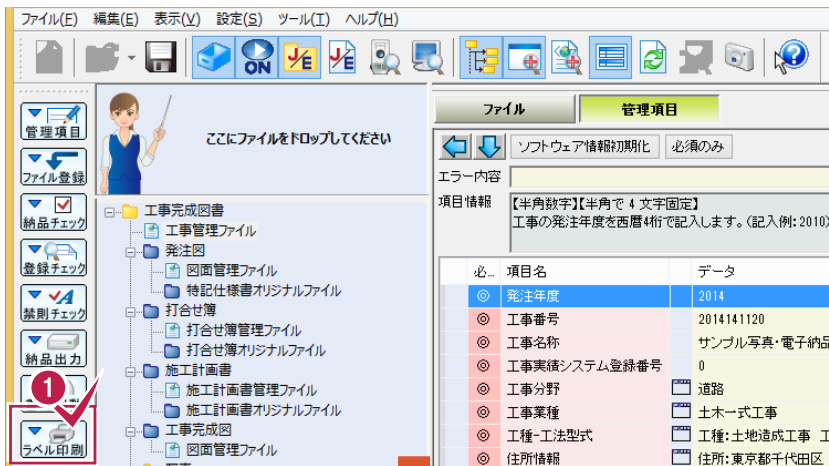 ファイル(F) 編集(E) 表示(V) 設定(S) ツール(T) ヘルプ(H)
ON J/E J/E
管理項目
ファイル登録
納品チェック
登録チェック
禁則チェック
納品出力
1
ラベル印刷
ここにファイルをドロップしてください
工事完成図書
工事管理ファイル
発注図
図面管理ファイル
特記仕様書オリジナルファイル
打合せ簿
打合せ簿管理ファイル
打合せ簿オリジナルファイル
施工計画書
施工計画書管理ファイル
施工計画書オリジナルファイル
工事完成図
図面管理ファイル
ファイル 管理項目
ソフトウェア情報初期化 必須のみ
エラー内容
項目情報 【半角数字】【半角で 4 文字固定】
工事の発注年度を西暦4桁で記入します。(記入例:2010)
必... 項目名 データ
◎ 発注年度 2014
◎ 工事番号 2014141120
◎ 工事名称 サンプル写真・電子納品
◎ 工事実績システム登録番号 0
◎ 工事分野 道路
◎ 工事業種 土木一式工事
◎ 工種-工法型式 工種:土地造成工事 工
◎ 住所情報 住所:東京都千代田区